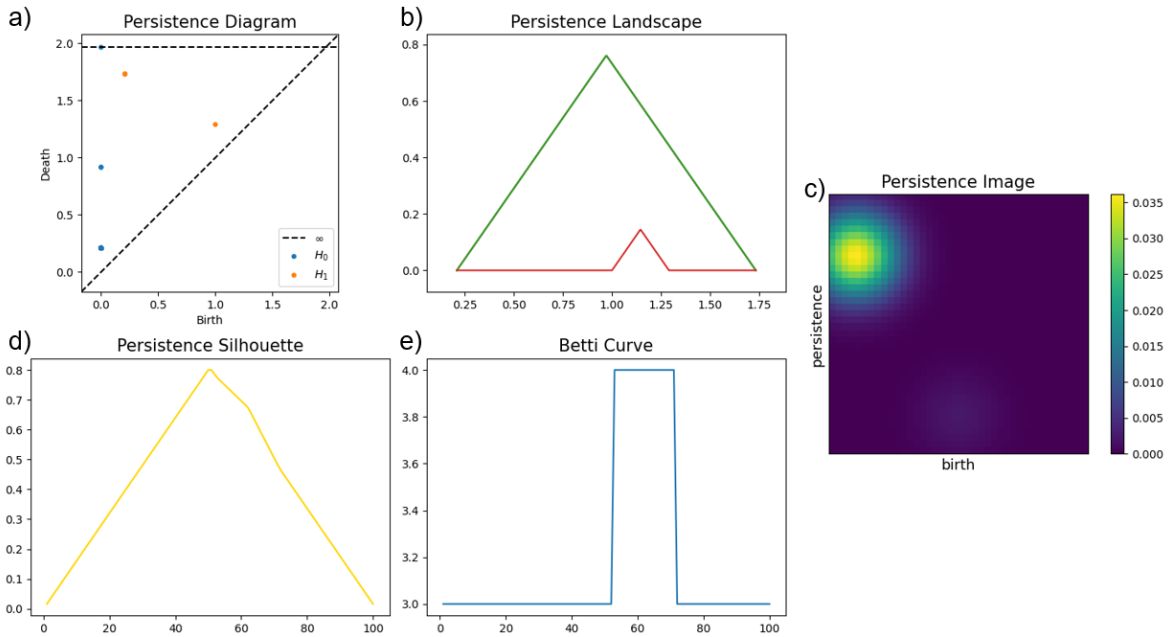 a)
Persistence Diagram
2.0
1.5
1.0
0.5
0.0
Death
0.0 1.0 2.0
Birth
∞
H₀
H₁
b)
Persistence Landscape
0.8
0.6
0.4
0.2
0.0
0.25 0.50 0.75 1.00 1.25 1.50 1.75
c)
Persistence Image
persistence
birth
0.035
0.030
0.025
0.020
0.015
0.010
0.005
0.000
d)
Persistence Silhouette
0.8
0.7
0.6
0.5
0.4
0.3
0.2
0.1
0.0
0 20 40 60 80 100
e)
Betti Curve
4.0
3.8
3.6
3.4
3.2
3.0
0 20 40 60 80 100